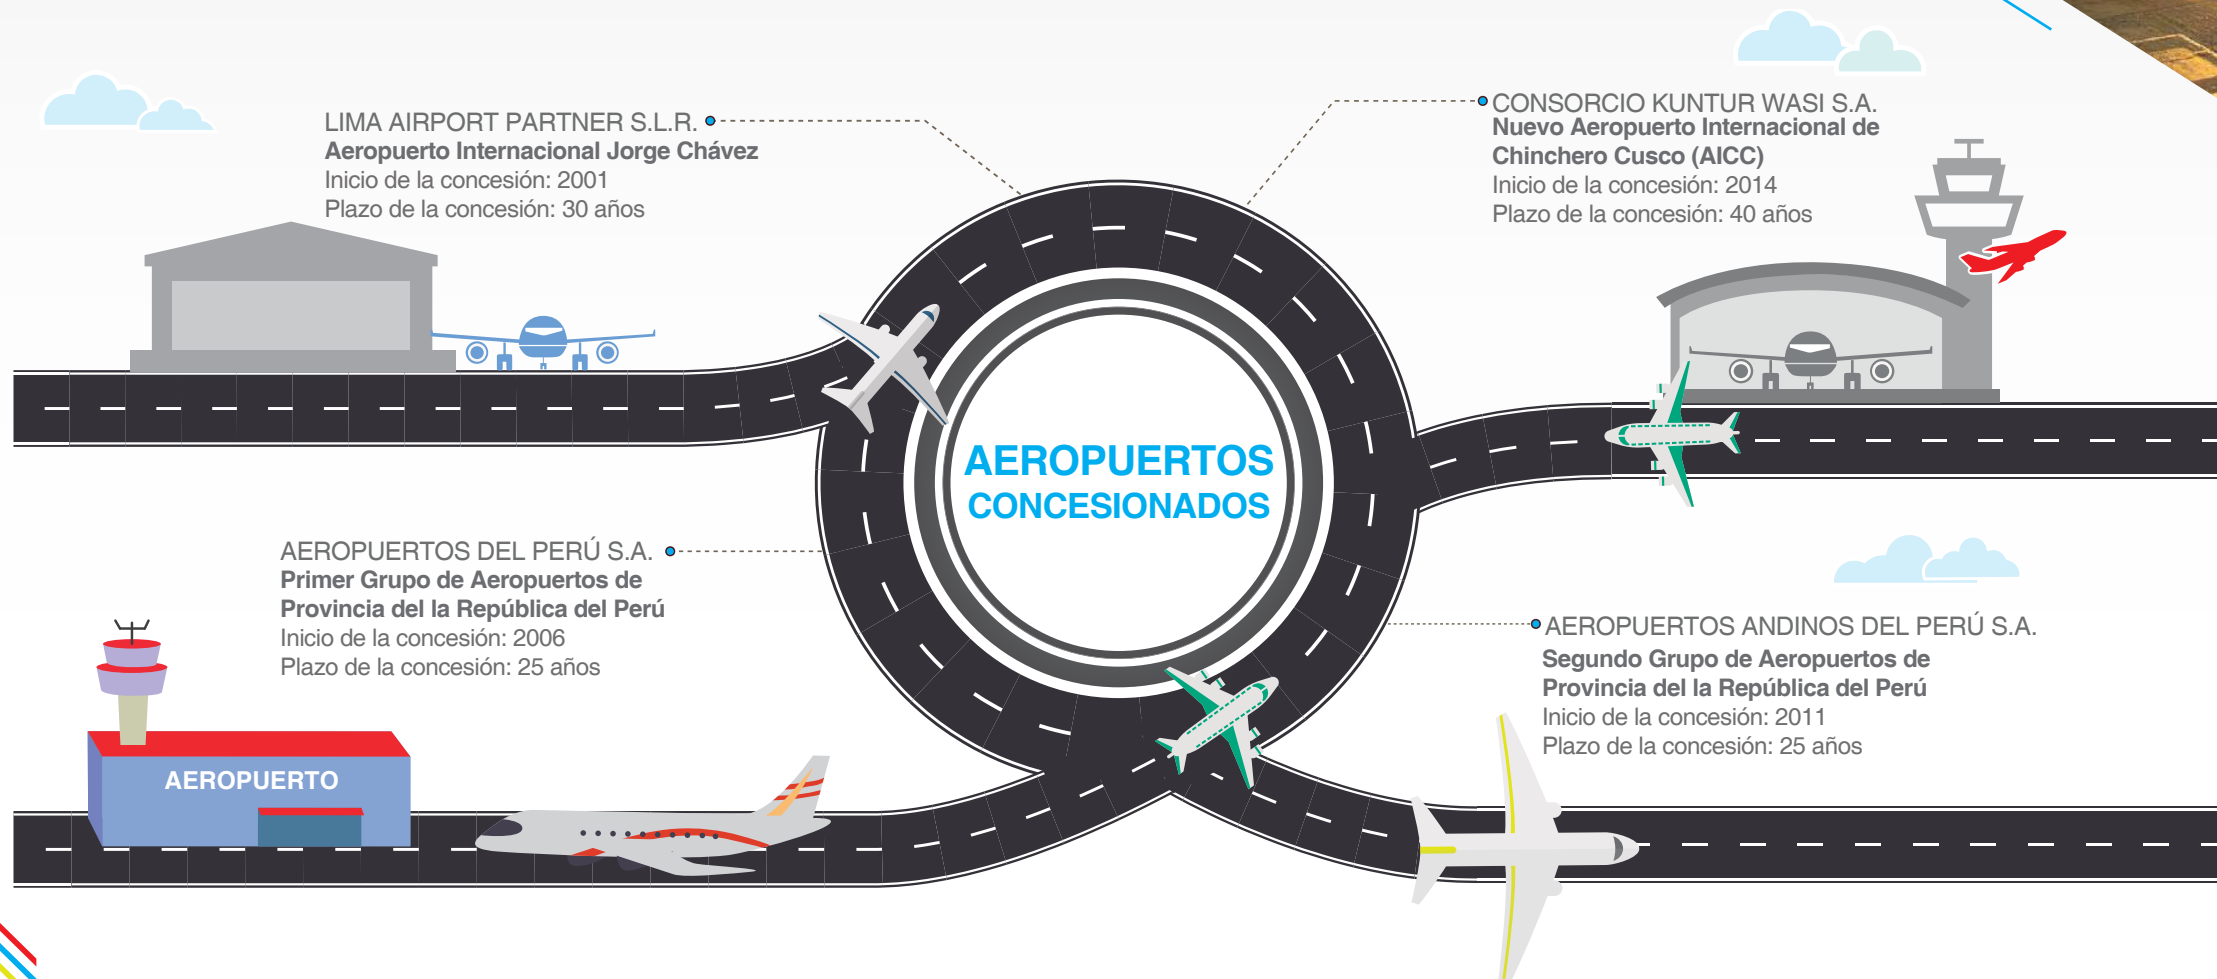 LIMA AIRPORT PARTNER S.L.R.
Aeropuerto Internacional Jorge Chávez
Inicio de la concesión: 2001
Plazo de la concesión: 30 años
CONSORCIO KUNTUR WASI S.A.
Nuevo Aeropuerto Internacional de
Chinchero Cusco (AICC)
Inicio de la concesión: 2014
Plazo de la concesión: 40 años
AEROPUERTOS
CONCESIONADOS
AEROPUERTOS DEL PERÚ S.A.
Primer Grupo de Aeropuertos de
Provincia del la República del Perú
Inicio de la concesión: 2006
Plazo de la concesión: 25 años
AEROPUERTOS ANDINOS DEL PERÚ S.A.
Segundo Grupo de Aeropuertos de
Provincia del la República del Perú
Inicio de la concesión: 2011
Plazo de la concesión: 25 años
AEROPUERTO